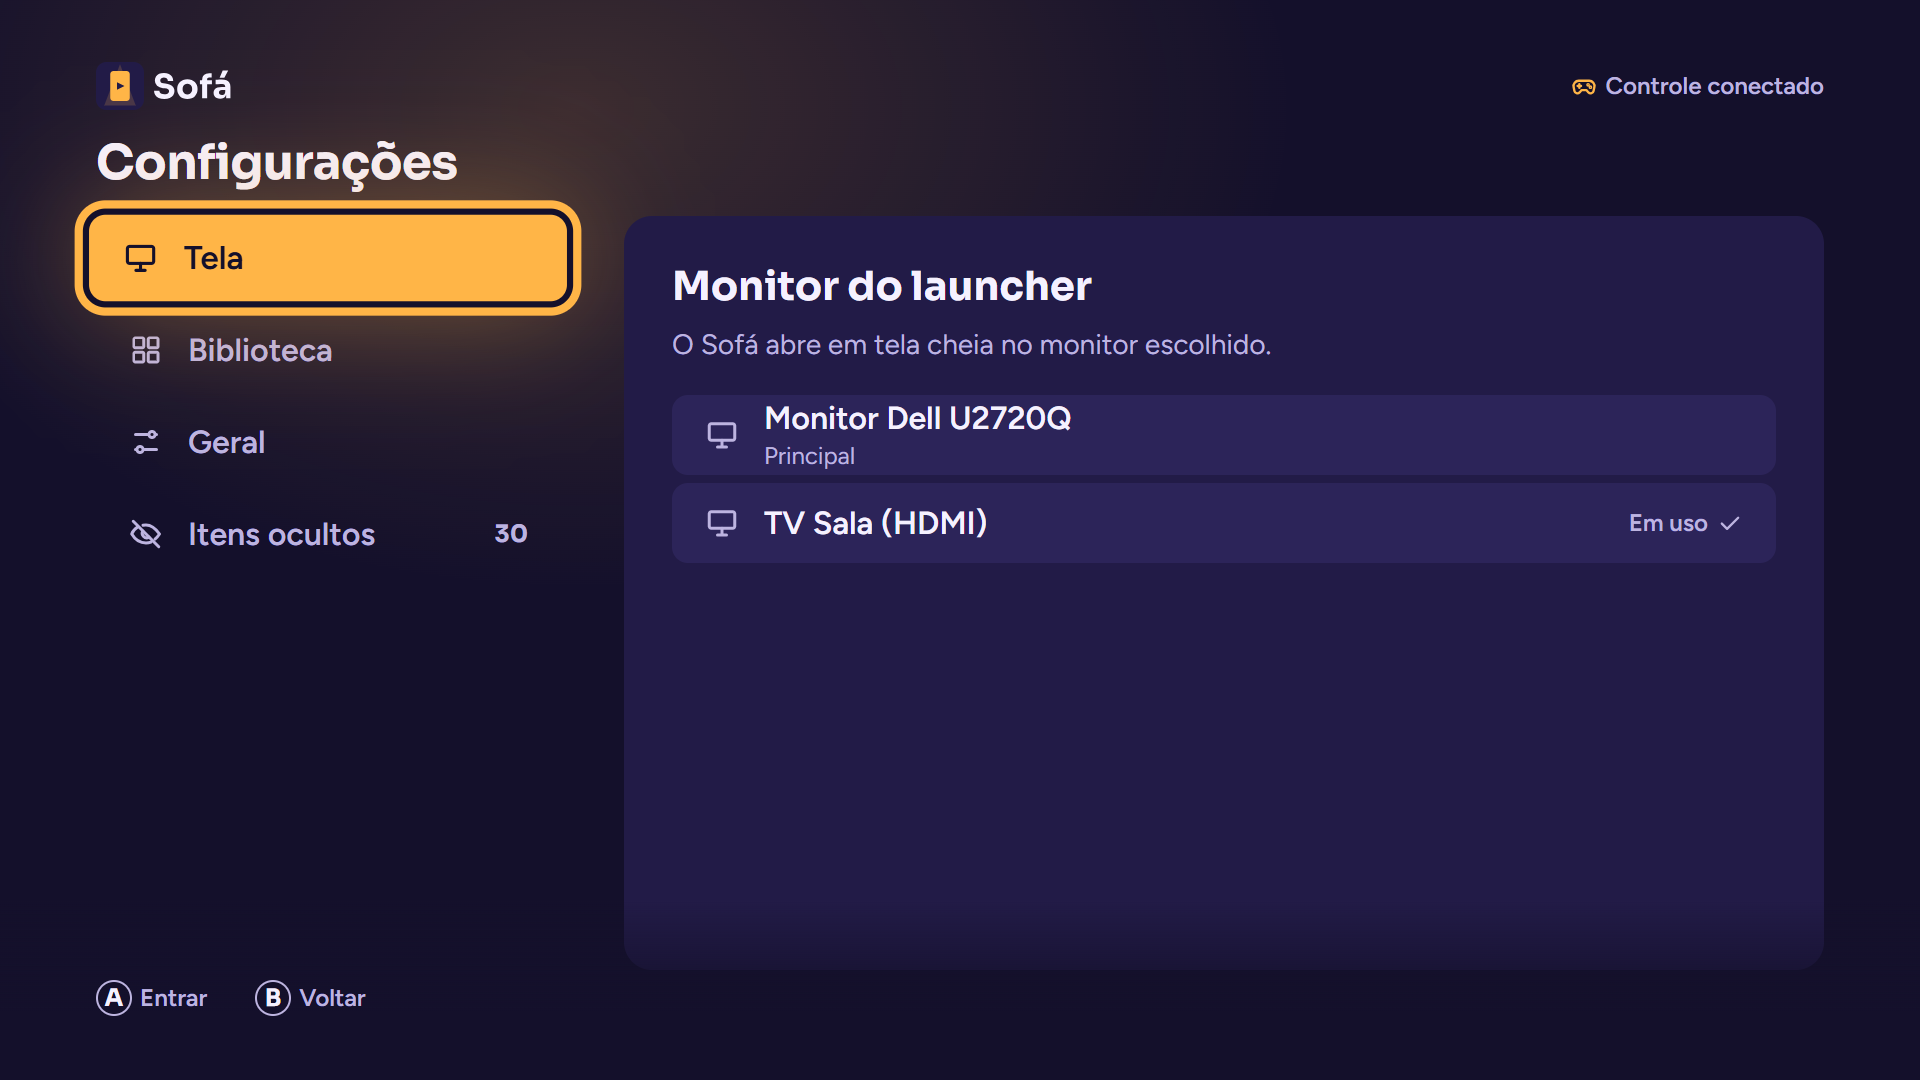 Sofá
Controle conectado
Configurações
Tela
Biblioteca
Geral
Itens ocultos 30
Monitor do launcher
O Sofá abre em tela cheia no monitor escolhido.
Monitor Dell U2720Q
Principal
TV Sala (HDMI) Em uso
A Entrar B Voltar